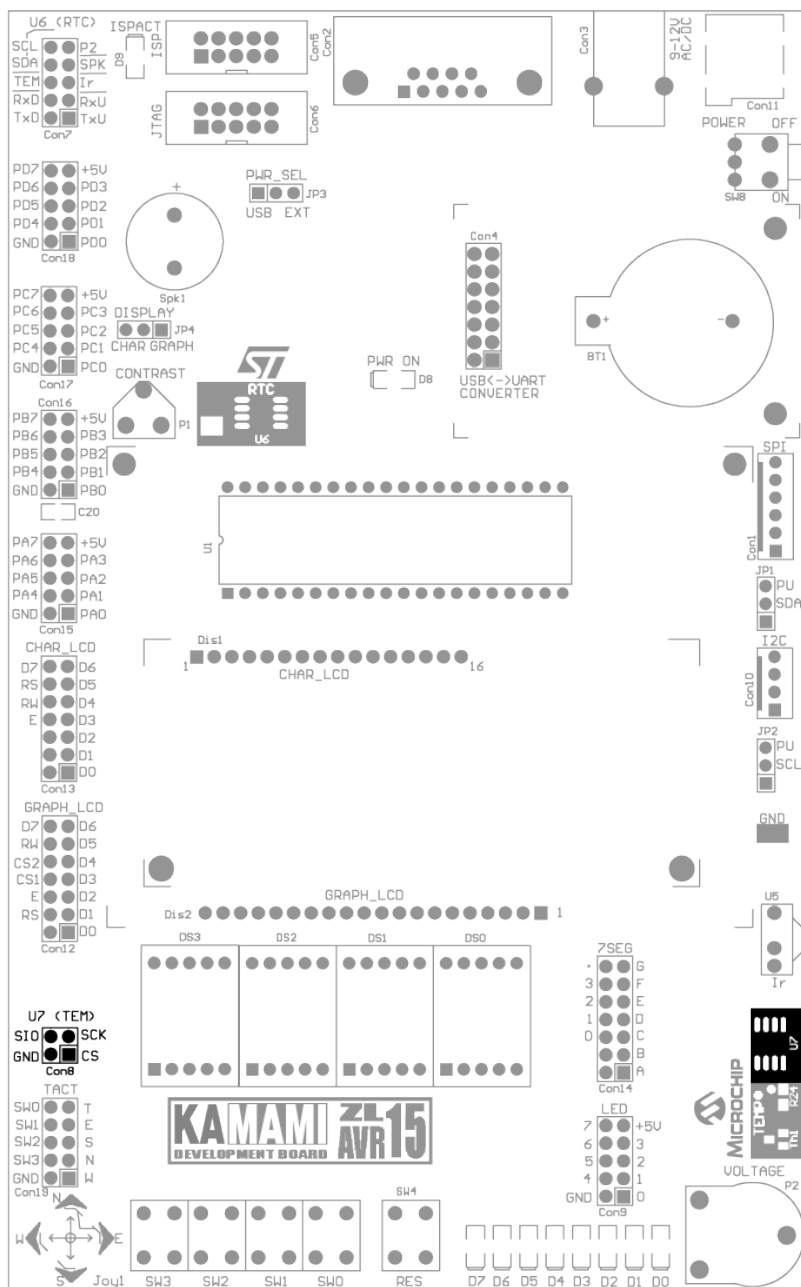 U6 (RTC)
SCL P2
SDA SPK
TEM Ir
RxD RxU
TxD TxU
Con7
ISPACT
D9
ISP
Con5
JTAG
Con6
Con2
Con3
9-12V
AC/DC
Con11
POWER OFF
SW8 ON
PD7 +5V
PD6 PD3
PD5 PD2
PD4 PD1
GND PD0
Con18
+
Spk1
PWR_SEL
JP3
USB EXT
Con4
USB<->UART
CONVERTER
+ -
BT1
PC7 +5V
PC6 PC3
PC5 PC2
PC4 PC1
GND PC0
Con17
DISPLAY
JP4
CHAR GRAPH
CONTRAST
P1
ST
RTC
U6
PWR ON
D8
Con16
PB7 +5V
PB6 PB3
PB5 PB2
PB4 PB1
GND PB0
C20
SPI
Con1
U1
PA7 +5V
PA6 PA3
PA5 PA2
PA4 PA1
GND PA0
Con15
JP1
PU
SDA
I2C
Con10
JP2
PU
SCL
GND
Dis1
1 16
CHAR_LCD
CHAR_LCD
D7 D6
RS D5
RW D4
E D3
D2
D1
D0
Con13
GRAPH_LCD
D7 D6
RW D5
CS2 D4
CS1 D3
E D2
RS D1
D0
Con12
GRAPH_LCD
Dis2 1
U5
Ir
DS3 DS2 DS1 DS0
7SEG
. G
3 F
2 E
1 D
0 C
B
A
Con14
U7 (TEM)
SIO SCK
GND CS
Con8
U7
MICROCHIP
TEMP
R24
Th1
TACT
SW0 T
SW1 E
SW2 S
SW3 N
GND W
Con19
KAMAMI
DEVELOPMENT BOARD
ZL
AVR15
LED
7 +5V
6 3
5 2
4 1
GND 0
Con9
VOLTAGE
P2
N
W E
S Joy1
SW3 SW2 SW1 SW0
SW4
RES
D7 D6 D5 D4 D3 D2 D1 D0